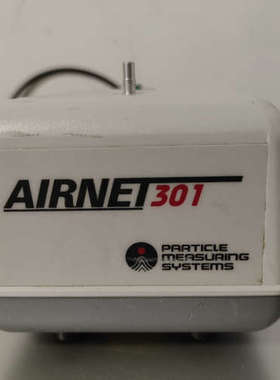 AIRNET 301
PARTICLE
MEASURING
SYSTEMS